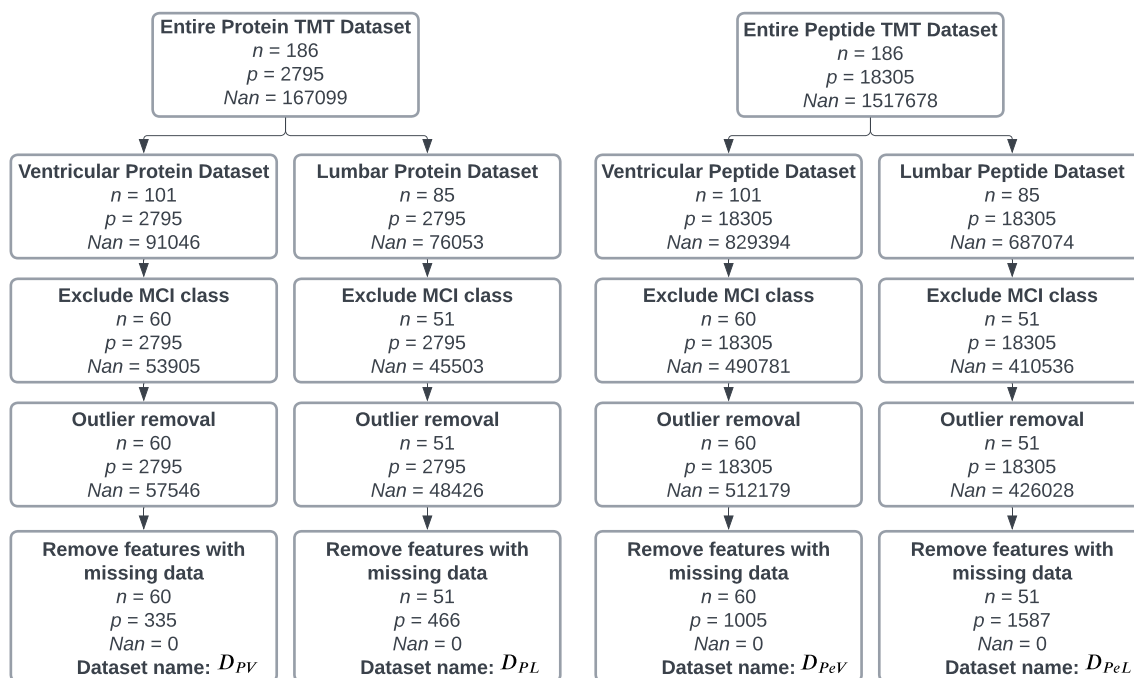 Entire Protein TMT Dataset
n = 186
p = 2795
Nan = 167099
Entire Peptide TMT Dataset
n = 186
p = 18305
Nan = 1517678
Ventricular Protein Dataset
n = 101
p = 2795
Nan = 91046
Lumbar Protein Dataset
n = 85
p = 2795
Nan = 76053
Ventricular Peptide Dataset
n = 101
p = 18305
Nan = 829394
Lumbar Peptide Dataset
n = 85
p = 18305
Nan = 687074
Exclude MCI class
n = 60
p = 2795
Nan = 53905
Exclude MCI class
n = 51
p = 2795
Nan = 45503
Exclude MCI class
n = 60
p = 18305
Nan = 490781
Exclude MCI class
n = 51
p = 18305
Nan = 410536
Outlier removal
n = 60
p = 2795
Nan = 57546
Outlier removal
n = 51
p = 2795
Nan = 48426
Outlier removal
n = 60
p = 18305
Nan = 512179
Outlier removal
n = 51
p = 18305
Nan = 426028
Remove features with
missing data
n = 60
p = 335
Nan = 0
Dataset name: D_PV
Remove features with
missing data
n = 51
p = 466
Nan = 0
Dataset name: D_PL
Remove features with
missing data
n = 60
p = 1005
Nan = 0
Dataset name: D_PeV
Remove features with
missing data
n = 51
p = 1587
Nan = 0
Dataset name: D_PeL